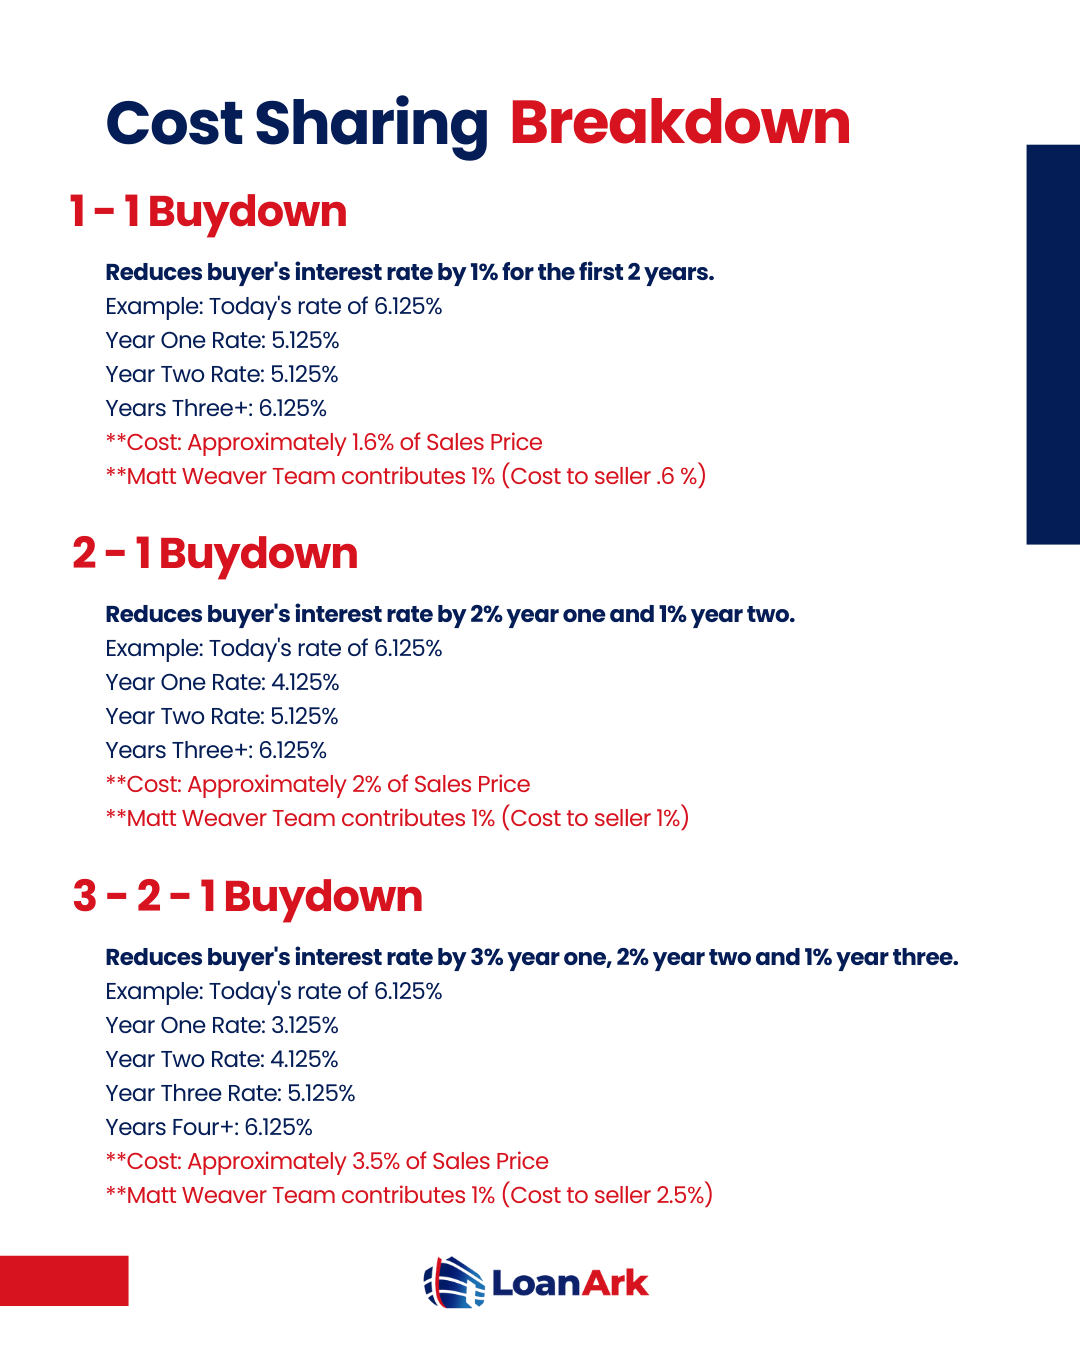 Cost Sharing Breakdown
1 - 1 Buydown
Reduces buyer's interest rate by 1% for the first 2 years.
Example: Today's rate of 6.125%
Year One Rate: 5.125%
Year Two Rate: 5.125%
Years Three+: 6.125%
**Cost: Approximately 1.6% of Sales Price
**Matt Weaver Team contributes 1% (Cost to seller .6 %)
2 - 1 Buydown
Reduces buyer's interest rate by 2% year one and 1% year two.
Example: Today's rate of 6.125%
Year One Rate: 4.125%
Year Two Rate: 5.125%
Years Three+: 6.125%
**Cost: Approximately 2% of Sales Price
**Matt Weaver Team contributes 1% (Cost to seller 1%)
3 - 2 - 1 Buydown
Reduces buyer's interest rate by 3% year one, 2% year two and 1% year three.
Example: Today's rate of 6.125%
Year One Rate: 3.125%
Year Two Rate: 4.125%
Year Three Rate: 5.125%
Years Four+: 6.125%
**Cost: Approximately 3.5% of Sales Price
**Matt Weaver Team contributes 1% (Cost to seller 2.5%)
LoanArk